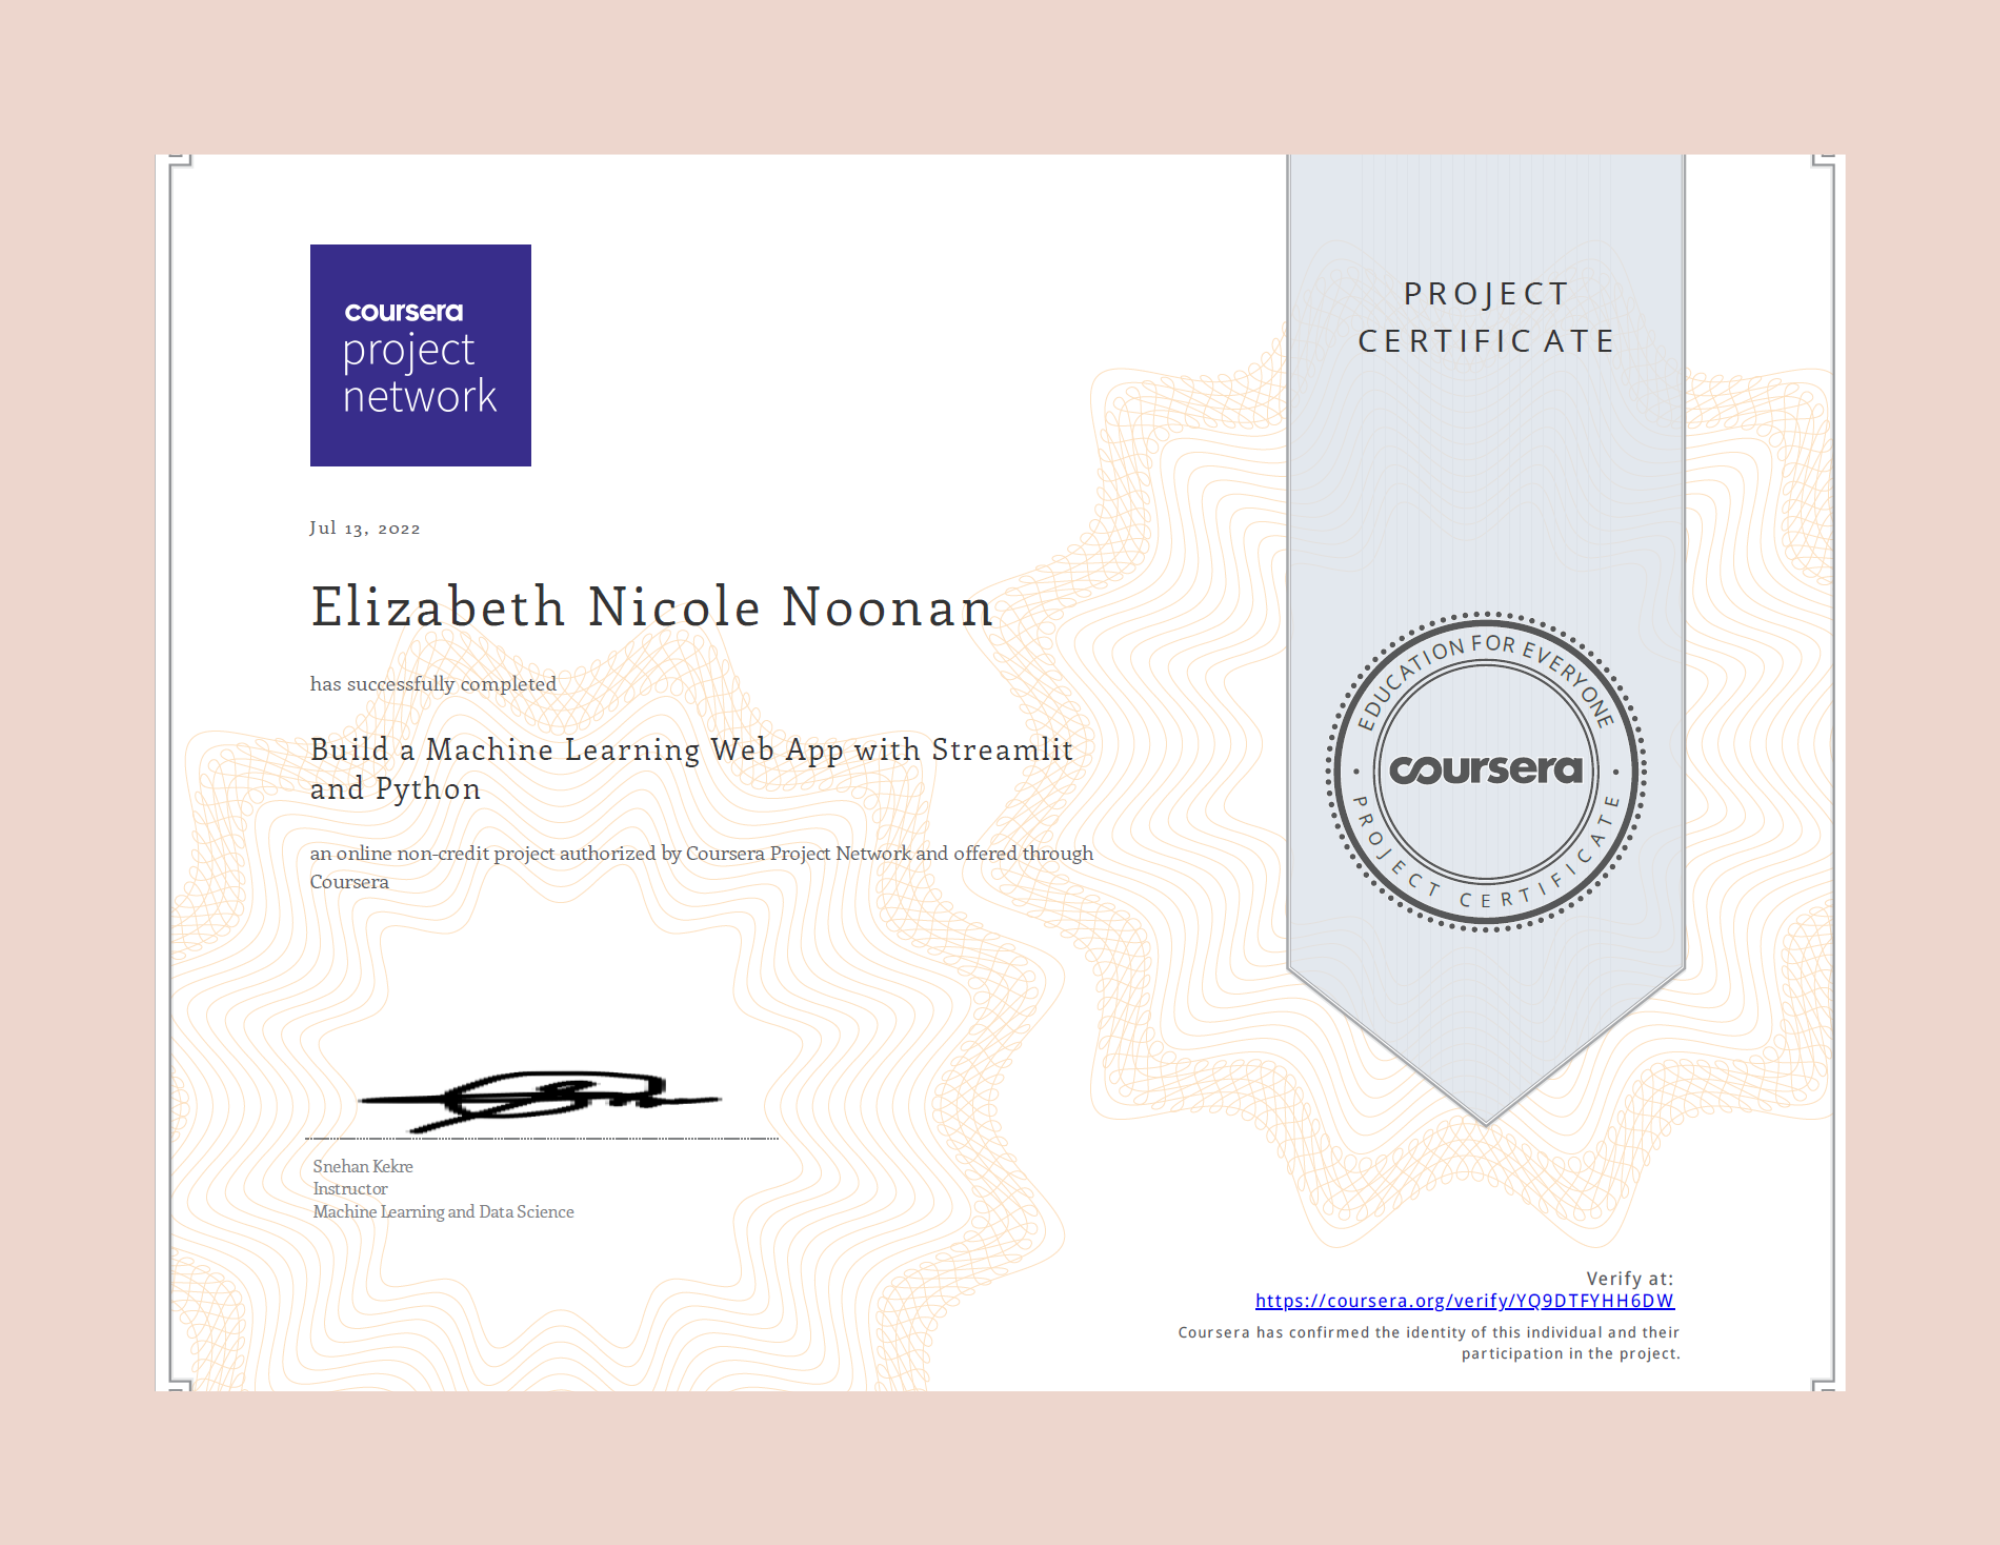 coursera
project
network
Jul 13, 2022
Elizabeth Nicole Noonan
has successfully completed
Build a Machine Learning Web App with Streamlit
and Python
an online non-credit project authorized by Coursera Project Network and offered through
Coursera
Snehan Kekre
Instructor
Machine Learning and Data Science
PROJECT
CERTIFICATE
EDUCATION FOR EVERYONE
coursera
PROJECT CERTIFICATE
Verify at:
https://coursera.org/verify/YQ9DTFYHH6DW
Coursera has confirmed the identity of this individual and their
participation in the project.